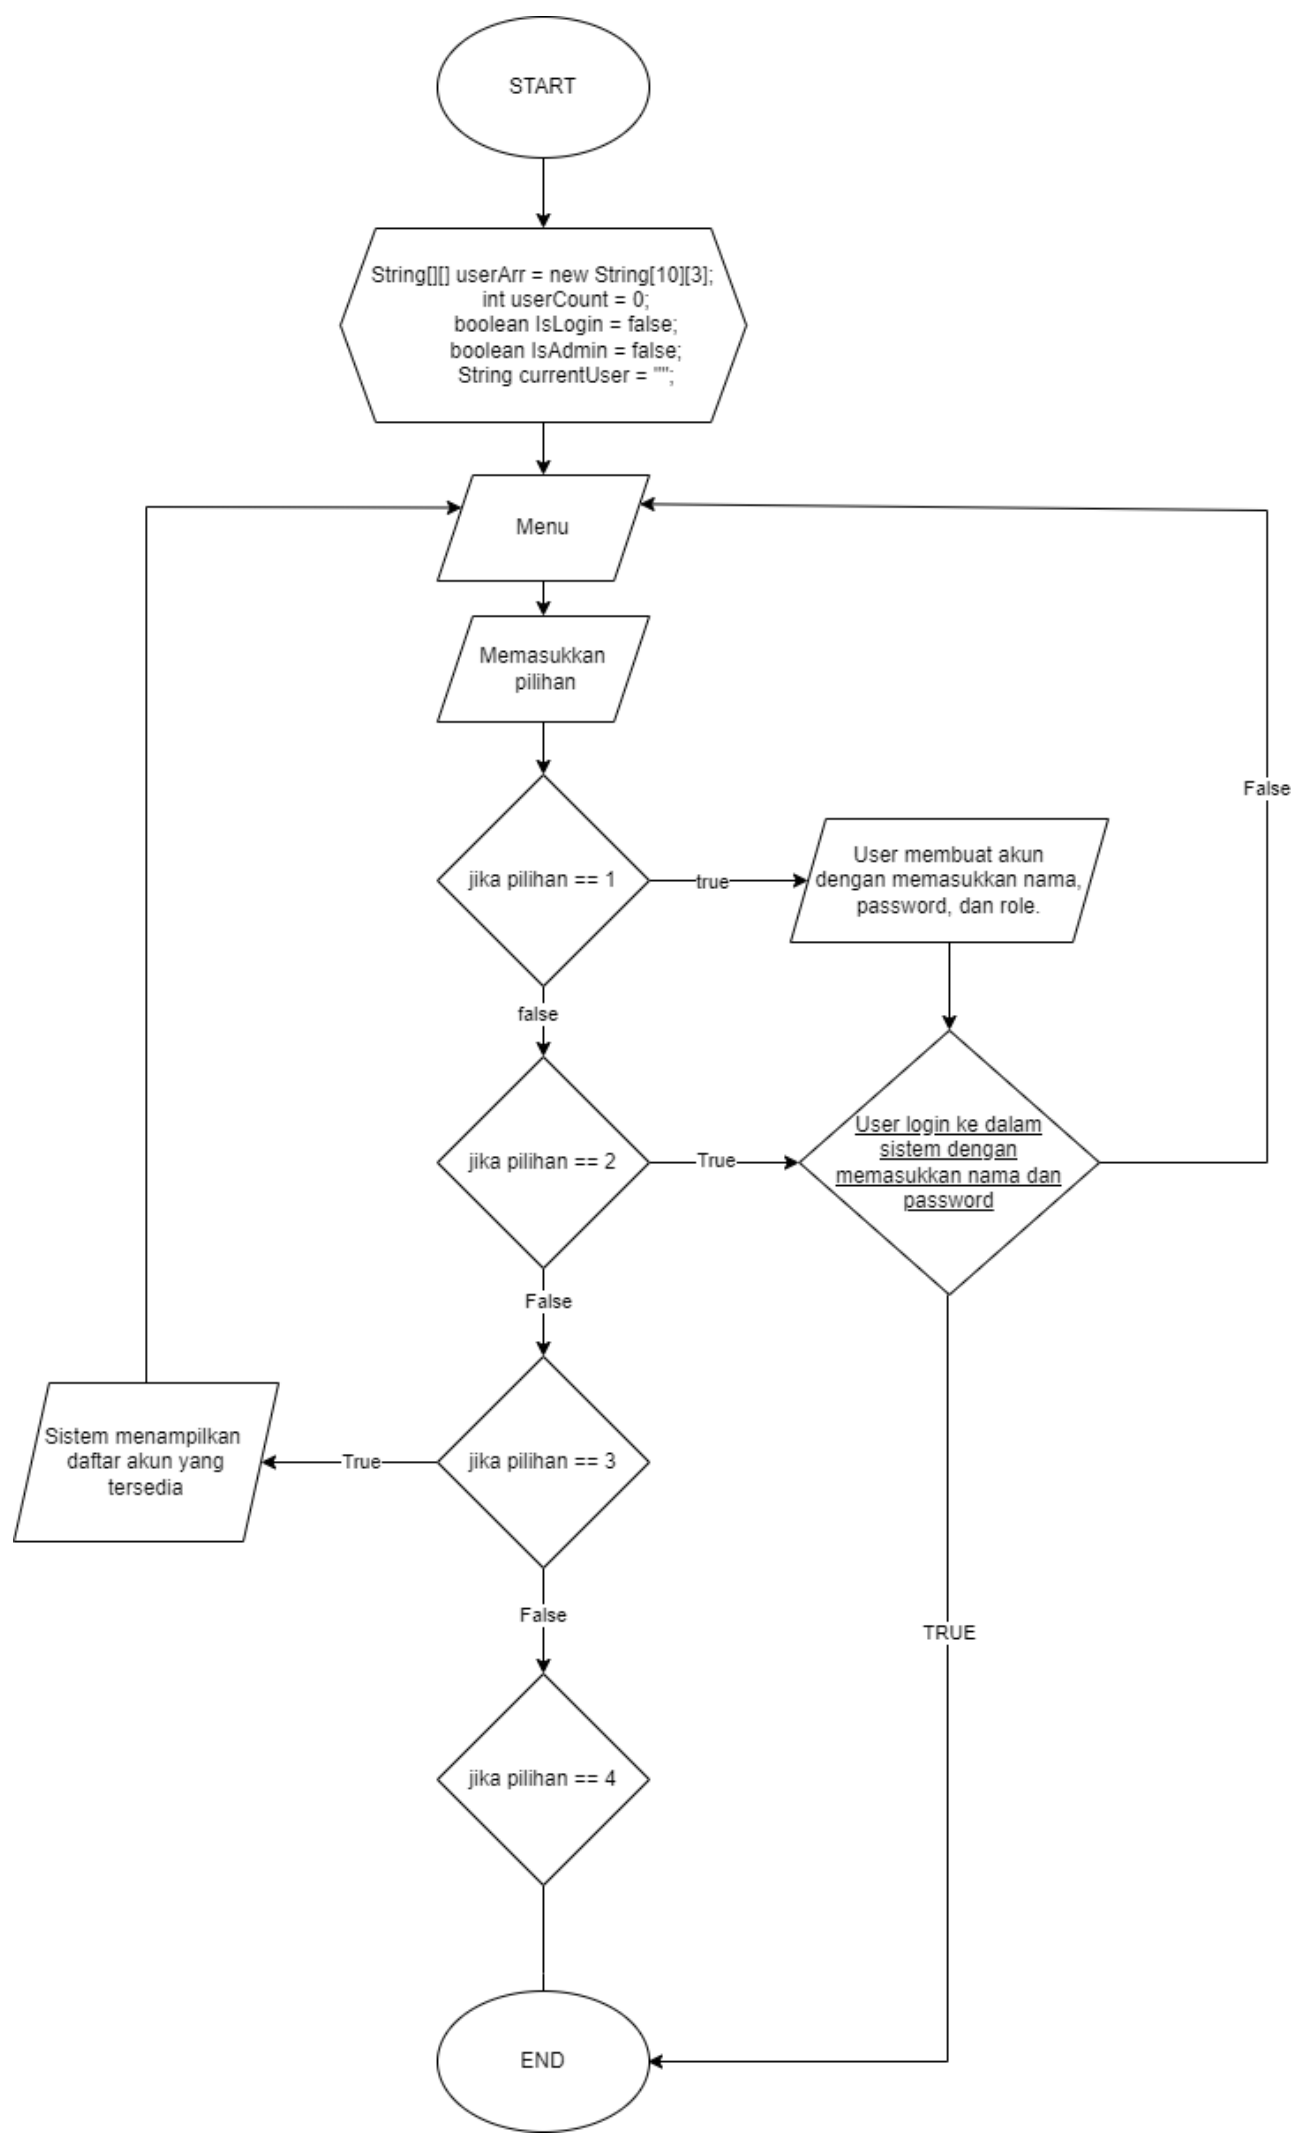 START
String[][] userArr = new String[10][3];
int userCount = 0;
boolean IsLogin = false;
boolean IsAdmin = false;
String currentUser = "";
Menu
Memasukkan
pilihan
False
jika pilihan == 1
true
User membuat akun
dengan memasukkan nama,
password, dan role.
false
jika pilihan == 2
True
User login ke dalam
sistem dengan
memasukkan nama dan
password
False
Sistem menampilkan
daftar akun yang
tersedia
True
jika pilihan == 3
False
TRUE
jika pilihan == 4
END